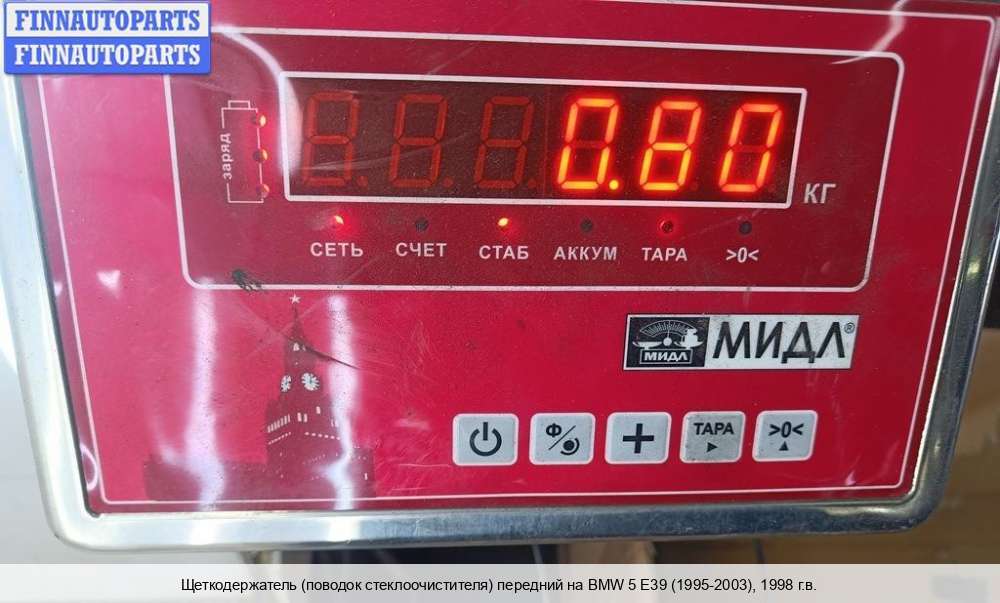 FINNAUTOPARTS
FINNAUTOPARTS
заряд
0.80
КГ
СЕТЬ СЧЕТ СТАБ АККУМ ТАРА >0<
МИДЛ МИДЛ®
Ф ТАРА >0<
Щеткодержатель (поводок стеклоочистителя) передний на BMW 5 E39 (1995-2003), 1998 г.в.